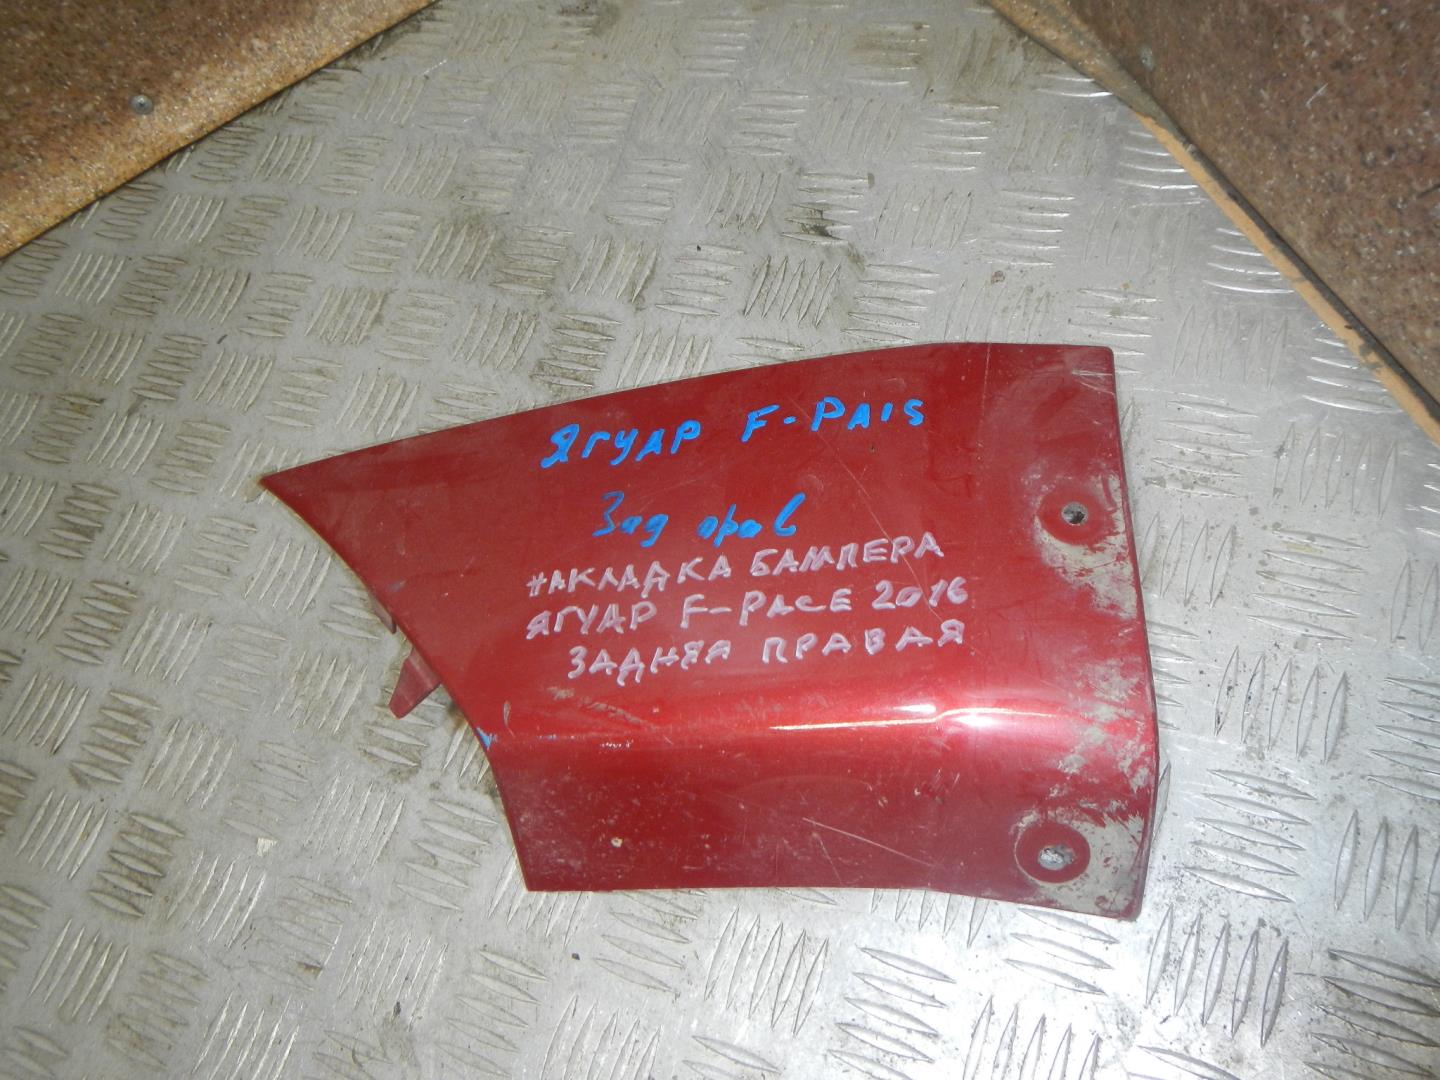 ЯГУАР F-PAIS
Зад прав
НАКЛАДКА БАМПЕРА
ЯГУАР F-PACE 2016
ЗАДНЯЯ ПРАВАЯ